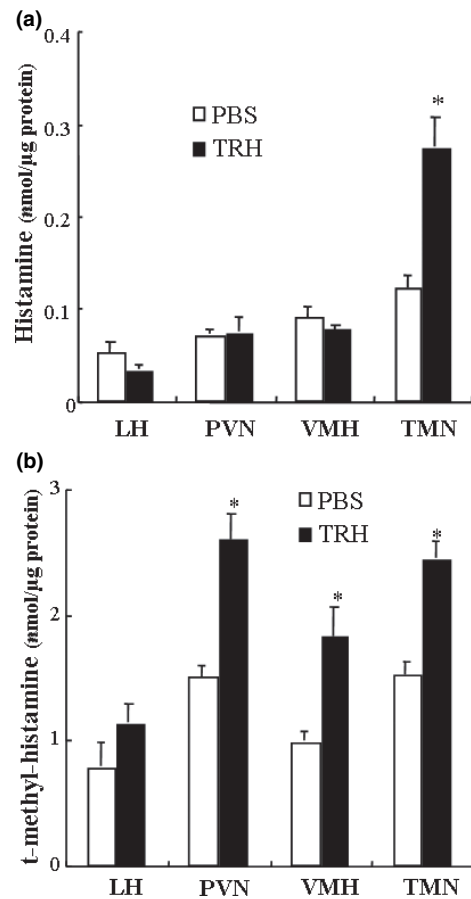 (a)
Histamine (nmol/µg protein)
0.4
0.3
0.2
0.1
0
PBS
TRH
*
LH PVN VMH TMN
(b)
t-methyl-histamine (nmol/µg protein)
3
2
1
0
PBS
TRH
* * *
LH PVN VMH TMN